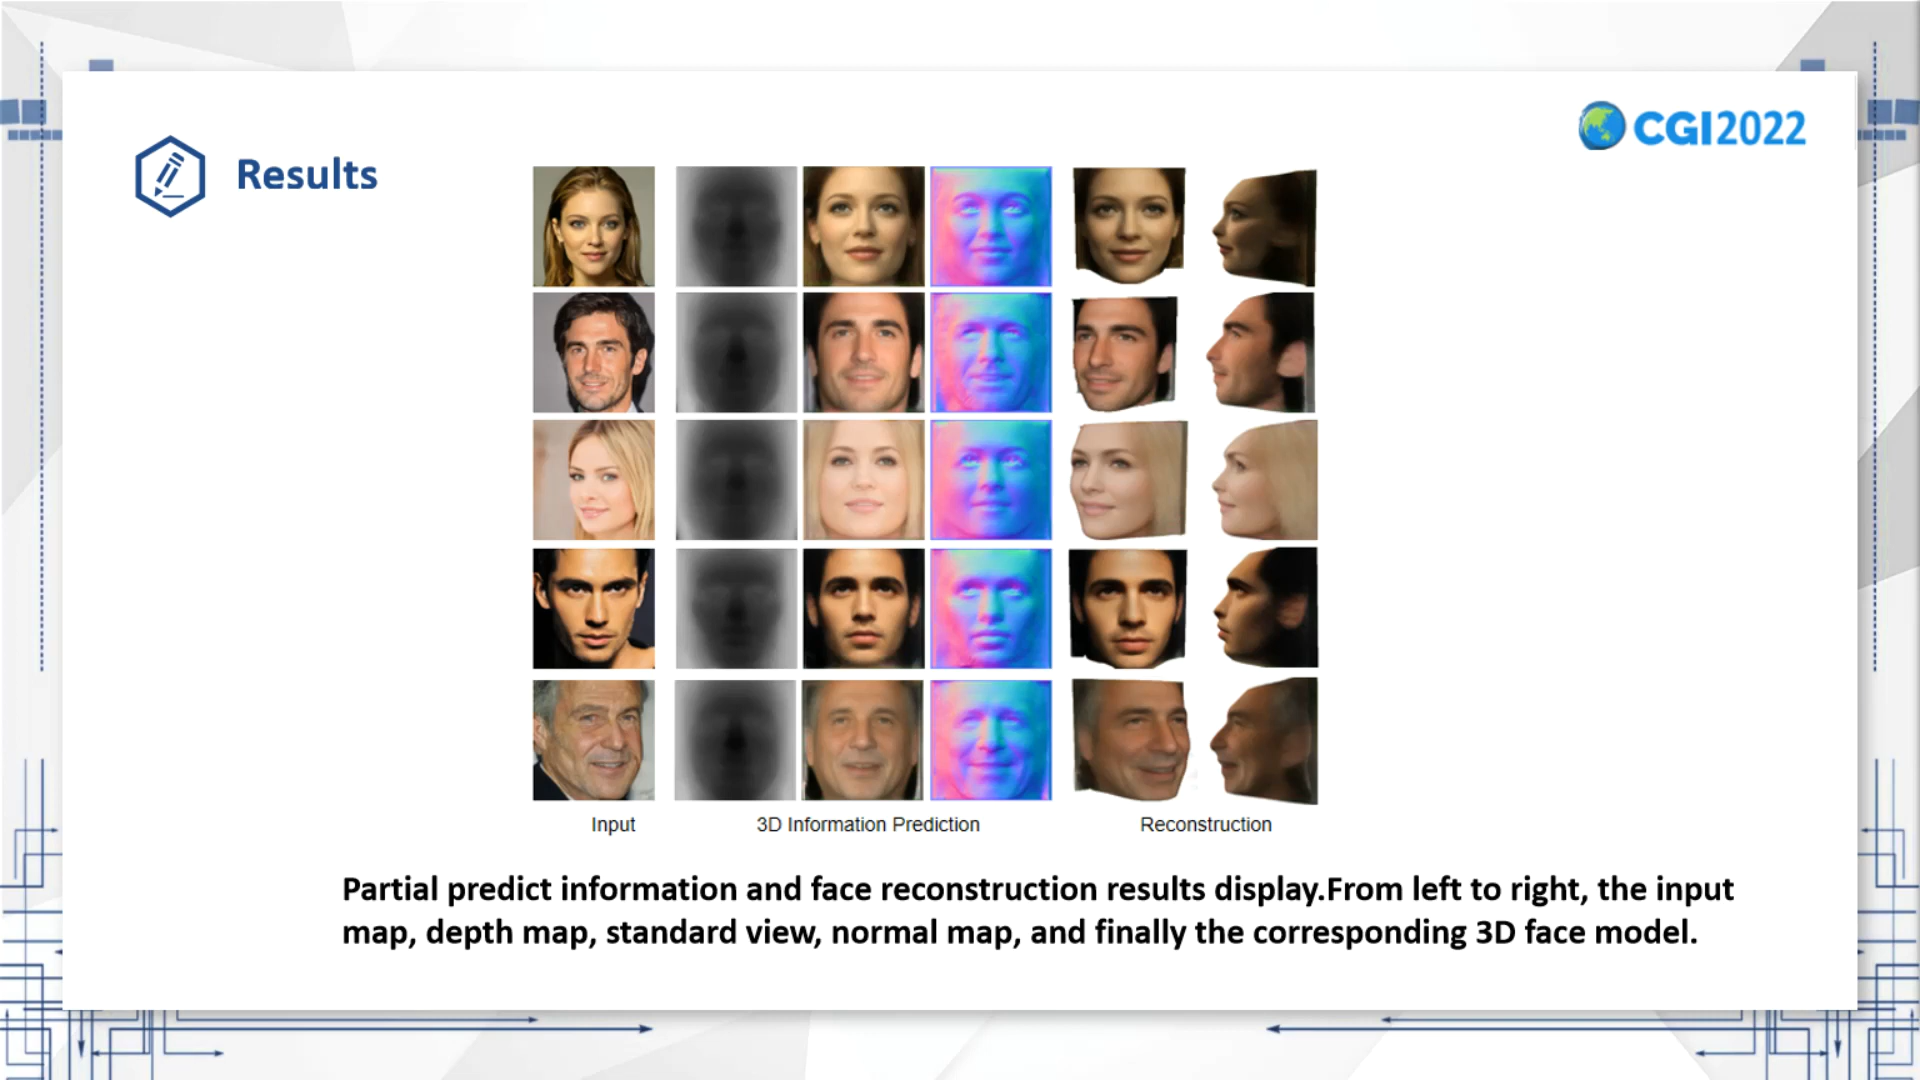 CGI2022
Results
Input
3D Information Prediction
Reconstruction
Partial predict information and face reconstruction results display.From left to right, the input
map, depth map, standard view, normal map, and finally the corresponding 3D face model.